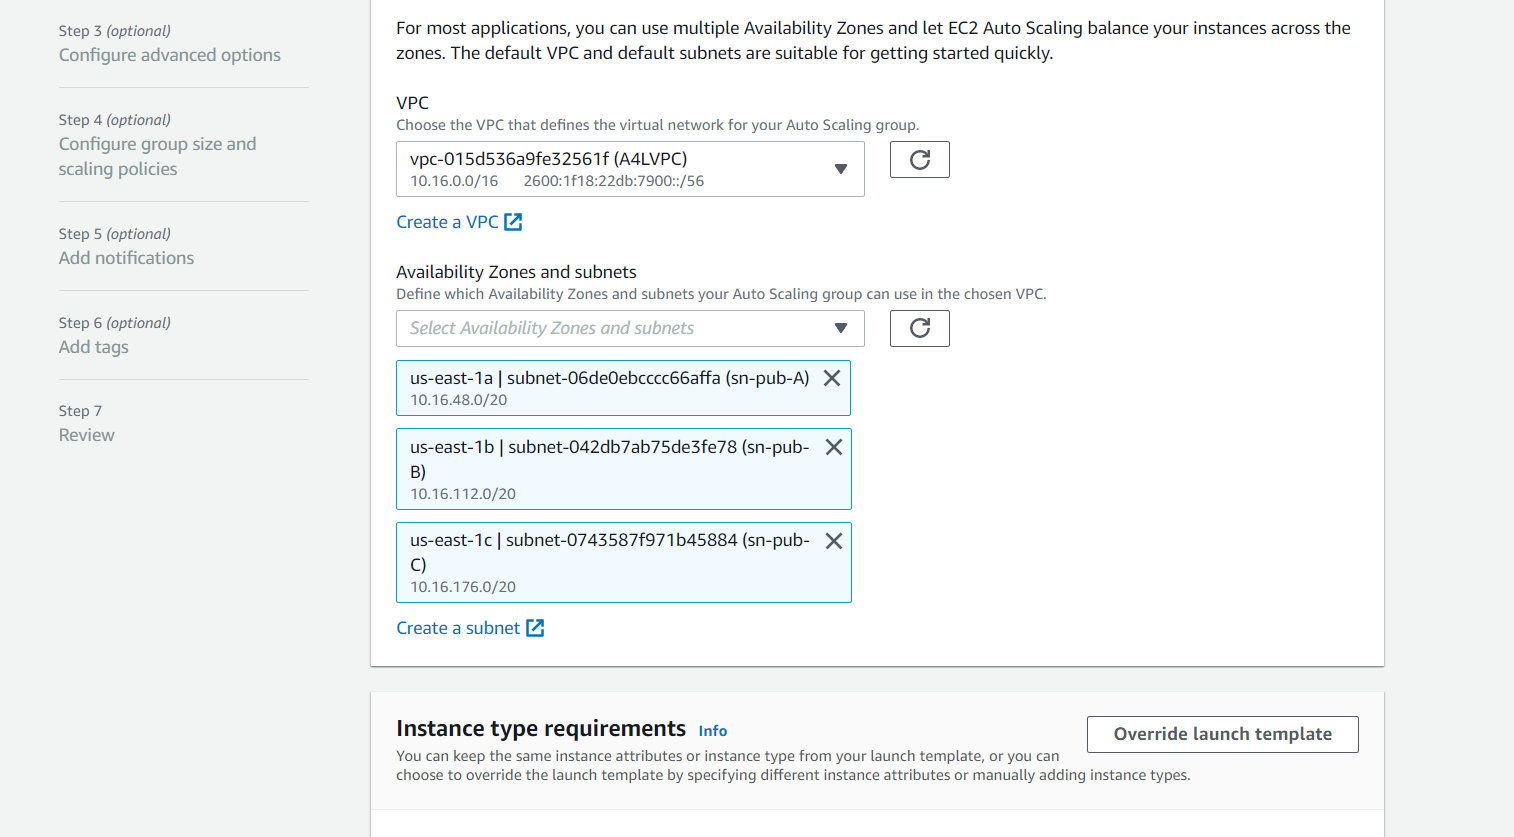 Step 3 (optional)
Configure advanced options
Step 4 (optional)
Configure group size and
scaling policies
Step 5 (optional)
Add notifications
Step 6 (optional)
Add tags
Step 7
Review
For most applications, you can use multiple Availability Zones and let EC2 Auto Scaling balance your instances across the
zones. The default VPC and default subnets are suitable for getting started quickly.
VPC
Choose the VPC that defines the virtual network for your Auto Scaling group.
vpc-015d536a9fe32561f (A4LVPC)
10.16.0.0/16 2600:1f18:22db:7900::/56
Create a VPC
Availability Zones and subnets
Define which Availability Zones and subnets your Auto Scaling group can use in the chosen VPC.
Select Availability Zones and subnets
us-east-1a | subnet-06de0ebcccc66affa (sn-pub-A)
10.16.48.0/20
us-east-1b | subnet-042db7ab75de3fe78 (sn-pub-
B)
10.16.112.0/20
us-east-1c | subnet-0743587f971b45884 (sn-pub-
C)
10.16.176.0/20
Create a subnet
Instance type requirements Info
Override launch template
You can keep the same instance attributes or instance type from your launch template, or you can
choose to override the launch template by specifying different instance attributes or manually adding instance types.